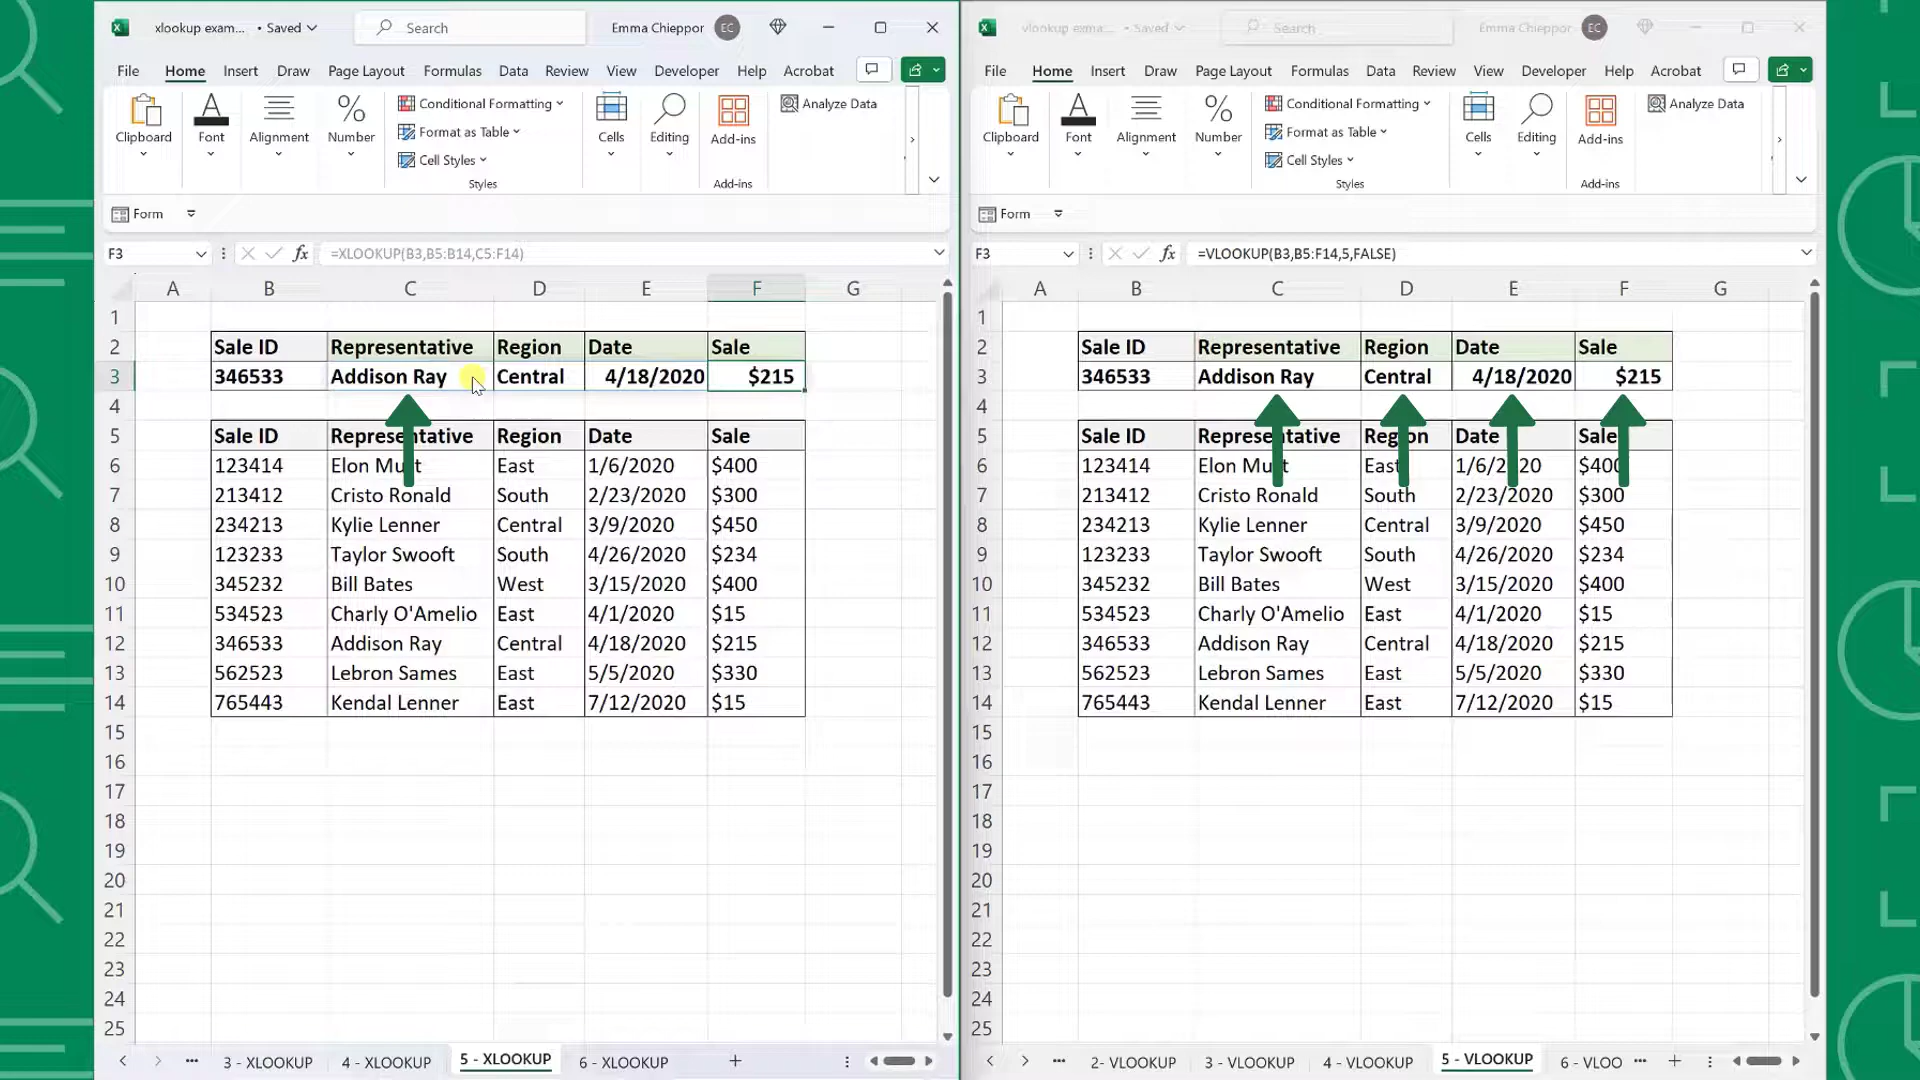 xlookup exam... • Saved Search Emma Chieppor EC
File Home Insert Draw Page Layout Formulas Data Review View Developer Help Acrobat
Clipboard Font Alignment Number Conditional Formatting Format as Table Cell Styles Styles Cells Editing Add-ins Add-ins Analyze Data
Form
F3 fx =XLOOKUP(B3,B5:B14,C5:F14)
A B C D E F G
1
2 Sale ID Representative Region Date Sale
3 346533 Addison Ray Central 4/18/2020 $215
4
5 Sale ID Representative Region Date Sale
6 123414 Elon Must East 1/6/2020 $400
7 213412 Cristo Ronald South 2/23/2020 $300
8 234213 Kylie Lenner Central 3/9/2020 $450
9 123233 Taylor Swooft South 4/26/2020 $234
10 345232 Bill Bates West 3/15/2020 $400
11 534523 Charly O'Amelio East 4/1/2020 $15
12 346533 Addison Ray Central 4/18/2020 $215
13 562523 Lebron Sames East 5/5/2020 $330
14 765443 Kendal Lenner East 7/12/2020 $15
15
16
17
18
19
20
21
22
23
24
25
... 3 - XLOOKUP 4 - XLOOKUP 5 - XLOOKUP 6 - XLOOKUP
vlookup exma... • Saved Search Emma Chieppor EC
File Home Insert Draw Page Layout Formulas Data Review View Developer Help Acrobat
Clipboard Font Alignment Number Conditional Formatting Format as Table Cell Styles Styles Cells Editing Add-ins Add-ins Analyze Data
Form
F3 fx =VLOOKUP(B3,B5:F14,5,FALSE)
A B C D E F G
1
2 Sale ID Representative Region Date Sale
3 346533 Addison Ray Central 4/18/2020 $215
4
5 Sale ID Representative Region Date Sale
6 123414 Elon Must East 1/6/2020 $400
7 213412 Cristo Ronald South 2/23/2020 $300
8 234213 Kylie Lenner Central 3/9/2020 $450
9 123233 Taylor Swooft South 4/26/2020 $234
10 345232 Bill Bates West 3/15/2020 $400
11 534523 Charly O'Amelio East 4/1/2020 $15
12 346533 Addison Ray Central 4/18/2020 $215
13 562523 Lebron Sames East 5/5/2020 $330
14 765443 Kendal Lenner East 7/12/2020 $15
15
16
17
18
19
20
21
22
23
24
25
... 2- VLOOKUP 3 - VLOOKUP 4 - VLOOKUP 5 - VLOOKUP 6 - VLOO ...